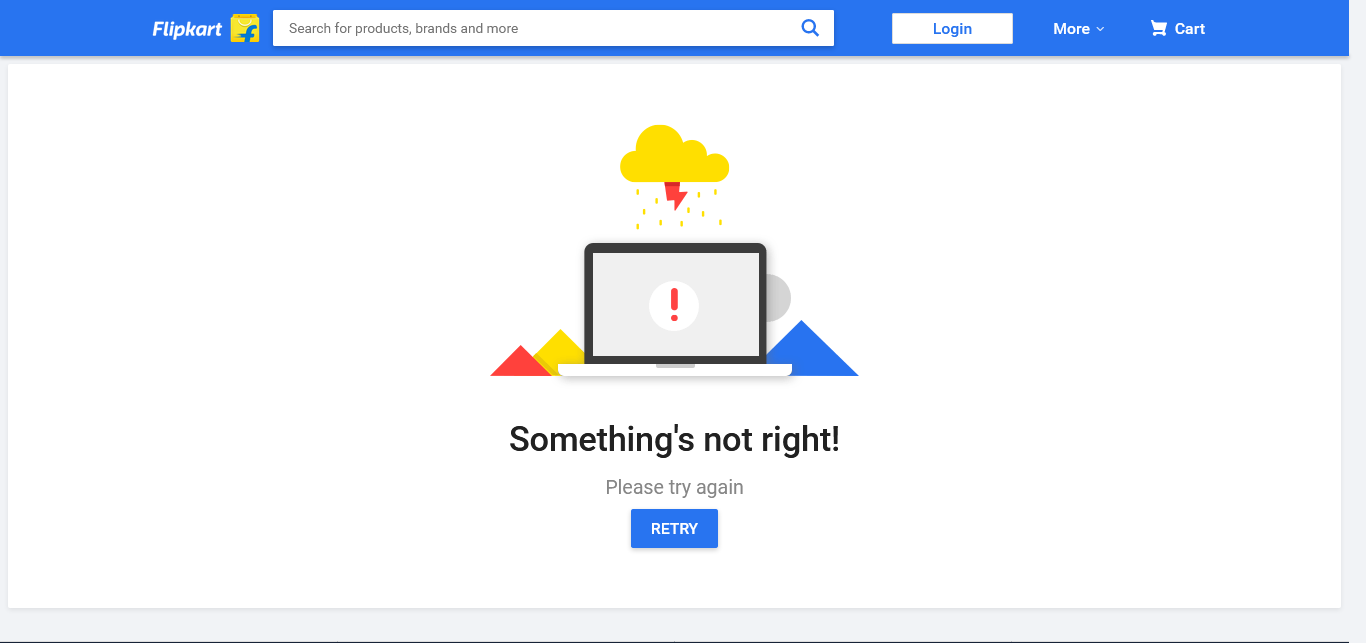 Flipkart
Search for products, brands and more
Login
More
Cart
Something's not right!
Please try again
RETRY